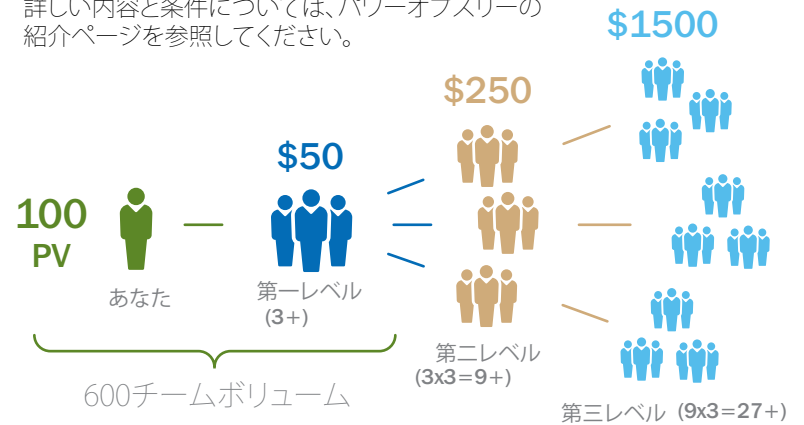 詳しい内容と条件については、パワーオブスリーの
紹介ページを参照してください。
$1500
$250
$50
100
PV
あなた
第一レベル
(3+)
第二レベル
(3x3=9+)
第三レベル (9x3=27+)
600チームボリューム